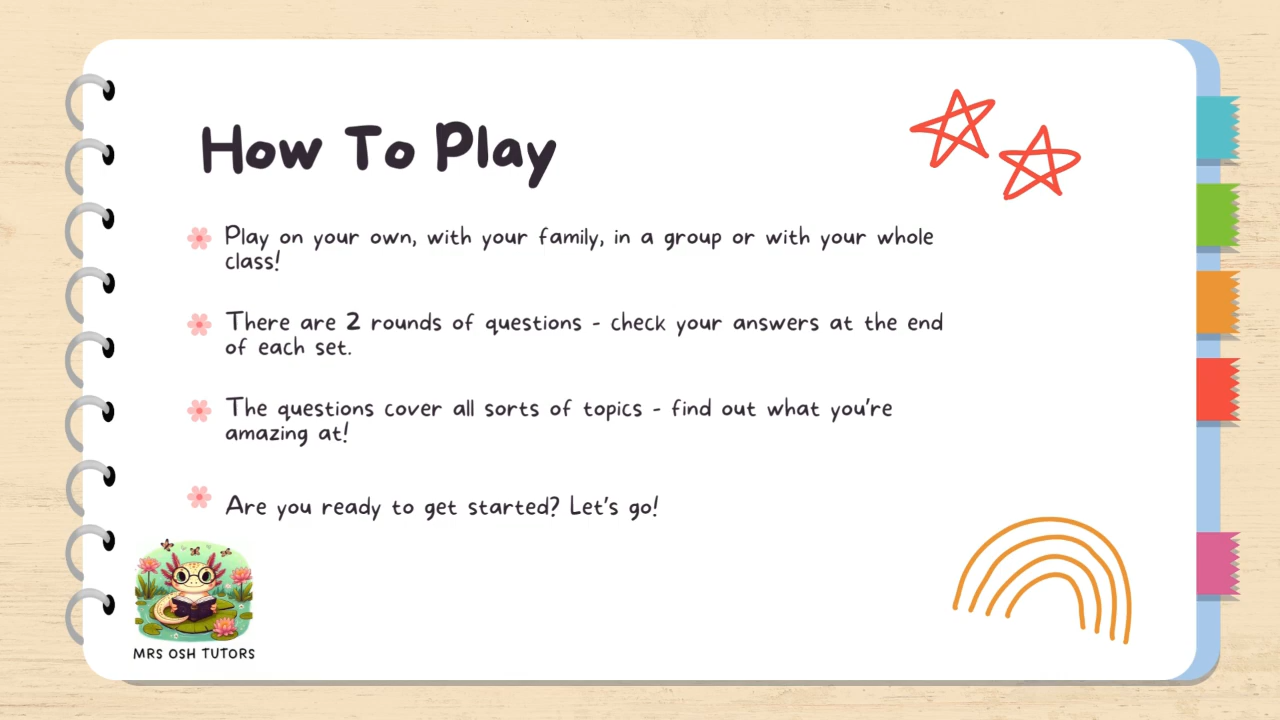 How To Play
Play on your own, with your family, in a group or with your whole
class!
There are 2 rounds of questions - check your answers at the end
of each set.
The questions cover all sorts of topics - find out what you're
amazing at!
Are you ready to get started? Let's go!
MRS OSH TUTORS